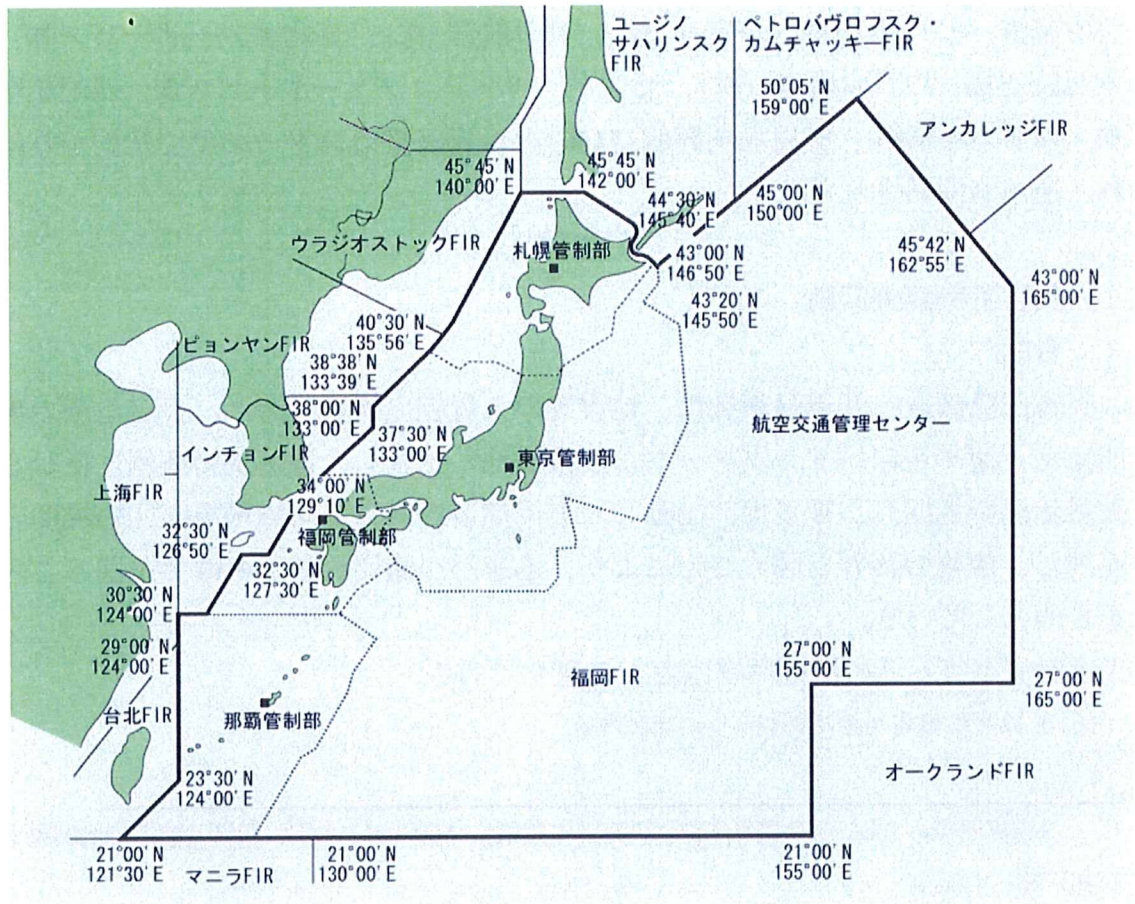 ユージノ
サハリンスク
FIR
ペトロパヴロフスク・
カムチャッキーFIR
50°05′N
159°00′E
アンカレッジFIR
45°45′N
140°00′E
45°45′N
142°00′E
44°30′N
145°40′E
45°00′N
150°00′E
ウラジオストックFIR
札幌管制部
43°00′N
146°50′E
45°42′N
162°55′E
43°00′N
165°00′E
43°20′N
145°50′E
40°30′N
135°56′E
ピョンヤンFIR
38°38′N
133°39′E
38°00′N
133°00′E
37°30′N
133°00′E
航空交通管理センター
インチョンFIR
東京管制部
上海FIR
34°00′N
129°10′E
福岡管制部
32°30′N
126°50′E
32°30′N
127°30′E
30°30′N
124°00′E
29°00′N
124°00′E
27°00′N
155°00′E
福岡FIR
27°00′N
165°00′E
台北FIR
那覇管制部
23°30′N
124°00′E
オークランドFIR
21°00′N
121°30′E
マニラFIR
21°00′N
130°00′E
21°00′N
155°00′E